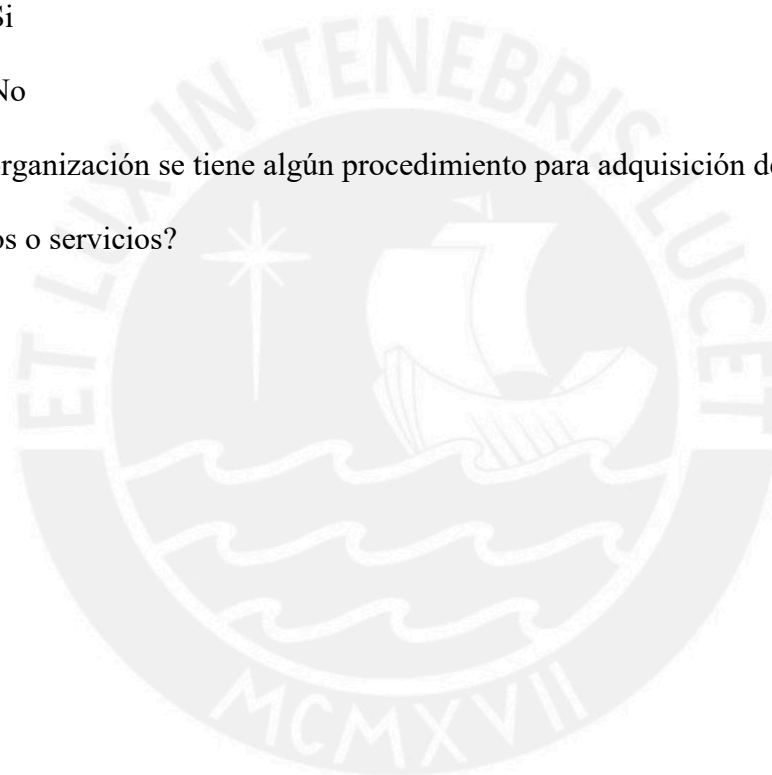 Si
No
organización se tiene algún procedimiento para adquisición de
os o servicios?
ET LUX IN TENEBRIS LUCET
MCMXVII